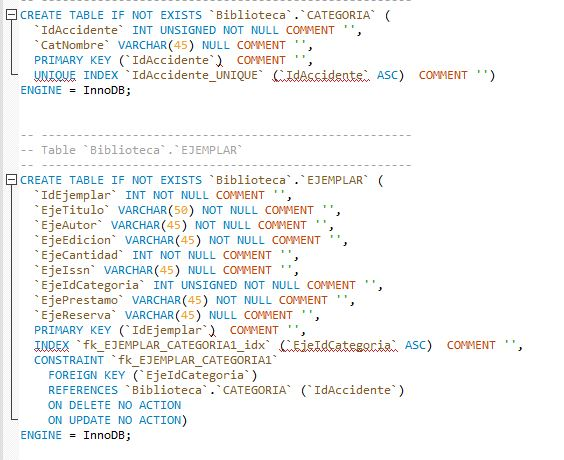 CREATE TABLE IF NOT EXISTS `Biblioteca`.`CATEGORIA` (
`IdAccidente` INT UNSIGNED NOT NULL COMMENT '',
`CatNombre` VARCHAR(45) NULL COMMENT '',
PRIMARY KEY (`IdAccidente`)  COMMENT '',
UNIQUE INDEX `IdAccidente_UNIQUE` (`IdAccidente` ASC)  COMMENT '')
ENGINE = InnoDB;
-- -----------------------------------------------------
-- Table `Biblioteca`.`EJEMPLAR`
-- -----------------------------------------------------
CREATE TABLE IF NOT EXISTS `Biblioteca`.`EJEMPLAR` (
`IdEjemplar` INT NOT NULL COMMENT '',
`EjeTitulo` VARCHAR(50) NOT NULL COMMENT '',
`EjeAutor` VARCHAR(45) NOT NULL COMMENT '',
`EjeEdicion` VARCHAR(45) NOT NULL COMMENT '',
`EjeCantidad` INT NOT NULL COMMENT '',
`EjeIssn` VARCHAR(45) NULL COMMENT '',
`EjeIdCategoria` INT UNSIGNED NOT NULL COMMENT '',
`EjePrestamo` VARCHAR(45) NOT NULL COMMENT '',
`EjeReserva` VARCHAR(45) NULL COMMENT '',
PRIMARY KEY (`IdEjemplar`)  COMMENT '',
INDEX `fk_EJEMPLAR_CATEGORIA1_idx` (`EjeIdCategoria` ASC)  COMMENT '',
CONSTRAINT `fk_EJEMPLAR_CATEGORIA1`
FOREIGN KEY (`EjeIdCategoria`)
REFERENCES `Biblioteca`.`CATEGORIA` (`IdAccidente`)
ON DELETE NO ACTION
ON UPDATE NO ACTION)
ENGINE = InnoDB;